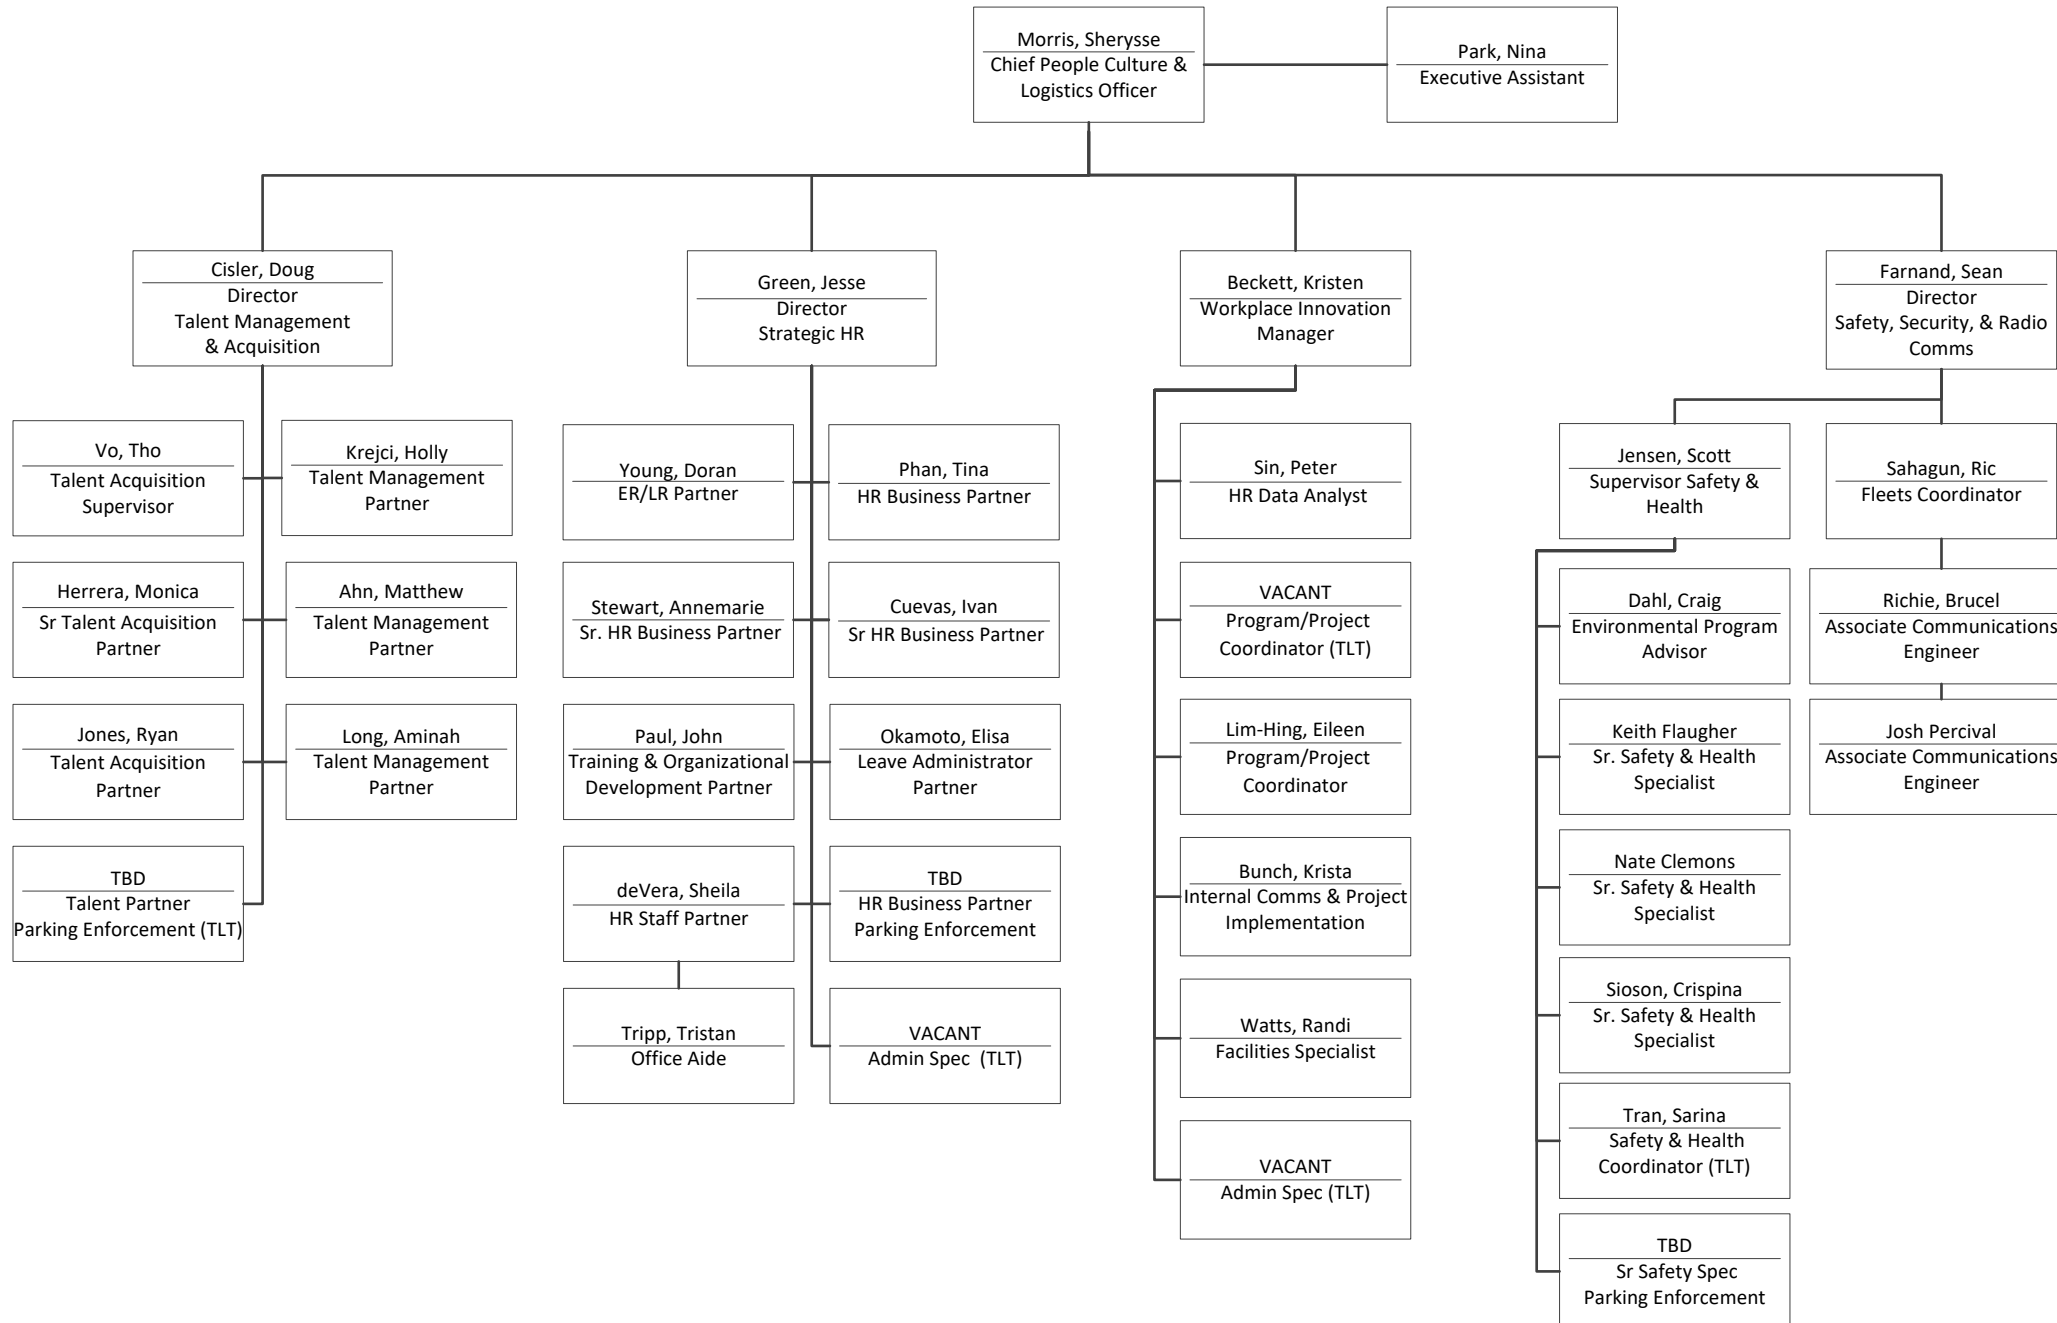 Morris, Sherysse
Chief People Culture &
Logistics Officer
Park, Nina
Executive Assistant
Cisler, Doug
Director
Talent Management
& Acquisition
Green, Jesse
Director
Strategic HR
Beckett, Kristen
Workplace Innovation
Manager
Farnand, Sean
Director
Safety, Security, & Radio
Comms
Vo, Tho
Talent Acquisition
Supervisor
Krejci, Holly
Talent Management
Partner
Herrera, Monica
Sr Talent Acquisition
Partner
Ahn, Matthew
Talent Management
Partner
Jones, Ryan
Talent Acquisition
Partner
Long, Aminah
Talent Management
Partner
TBD
Talent Partner
Parking Enforcement (TLT)
Young, Doran
ER/LR Partner
Phan, Tina
HR Business Partner
Stewart, Annemarie
Sr. HR Business Partner
Cuevas, Ivan
Sr HR Business Partner
Paul, John
Training & Organizational
Development Partner
Okamoto, Elisa
Leave Administrator
Partner
deVera, Sheila
HR Staff Partner
TBD
HR Business Partner
Parking Enforcement
Tripp, Tristan
Office Aide
VACANT
Admin Spec (TLT)
Sin, Peter
HR Data Analyst
VACANT
Program/Project
Coordinator (TLT)
Lim-Hing, Eileen
Program/Project
Coordinator
Bunch, Krista
Internal Comms & Project
Implementation
Watts, Randi
Facilities Specialist
VACANT
Admin Spec (TLT)
Jensen, Scott
Supervisor Safety &
Health
Sahagun, Ric
Fleets Coordinator
Dahl, Craig
Environmental Program
Advisor
Richie, Brucel
Associate Communications
Engineer
Keith Flaugher
Sr. Safety & Health
Specialist
Josh Percival
Associate Communications
Engineer
Nate Clemons
Sr. Safety & Health
Specialist
Sioson, Crispina
Sr. Safety & Health
Specialist
Tran, Sarina
Safety & Health
Coordinator (TLT)
TBD
Sr Safety Spec
Parking Enforcement